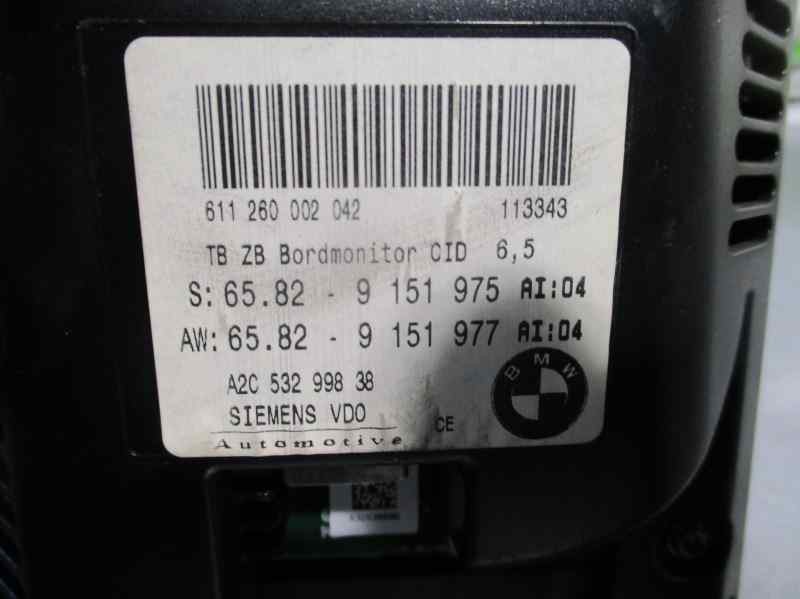 611 260 002 042 113343
TB ZB Bordmonitor CID 6,5
S: 65.82 - 9 151 975 AI:04
AW: 65.82 - 9 151 977 AI:04
A2C 532 998 38
BMW
SIEMENS VDO
CE
Automotive